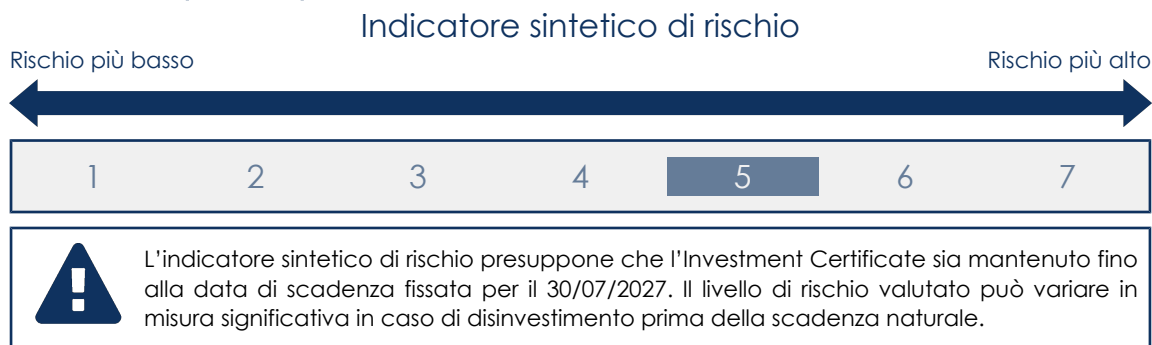 Indicatore sintetico di rischio
Rischio più basso
Rischio più alto
1 2 3 4 5 6 7
L'indicatore sintetico di rischio presuppone che l'Investment Certificate sia mantenuto fino
alla data di scadenza fissata per il 30/07/2027. Il livello di rischio valutato può variare in
misura significativa in caso di disinvestimento prima della scadenza naturale.